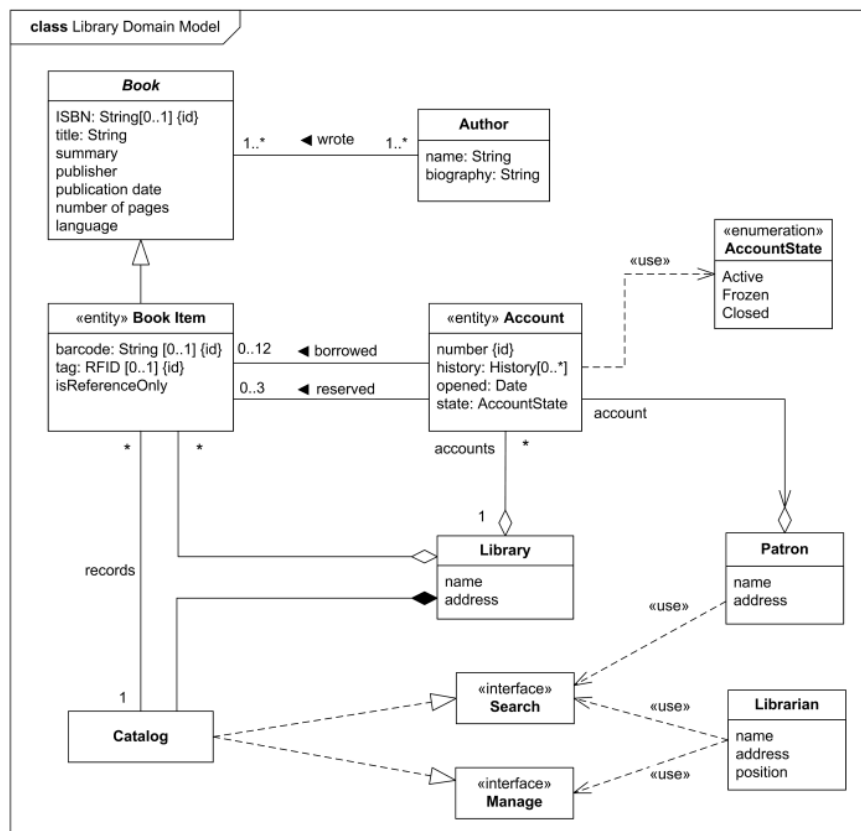 class Library Domain Model
Book
ISBN: String[0..1] {id}
title: String
summary
publisher
publication date
number of pages
language
1..*
◄ wrote
1..*
Author
name: String
biography: String
«enumeration»
AccountState
Active
Frozen
Closed
«use»
«entity» Book Item
barcode: String [0..1] {id}
tag: RFID [0..1] {id}
isReferenceOnly
0..12
◄ borrowed
0..3
◄ reserved
«entity» Account
number {id}
history: History[0..*]
opened: Date
state: AccountState
account
*
*
accounts
*
1
Library
name
address
Patron
name
address
records
«use»
1
Catalog
«interface»
Search
«use»
Librarian
name
address
position
«use»
«interface»
Manage